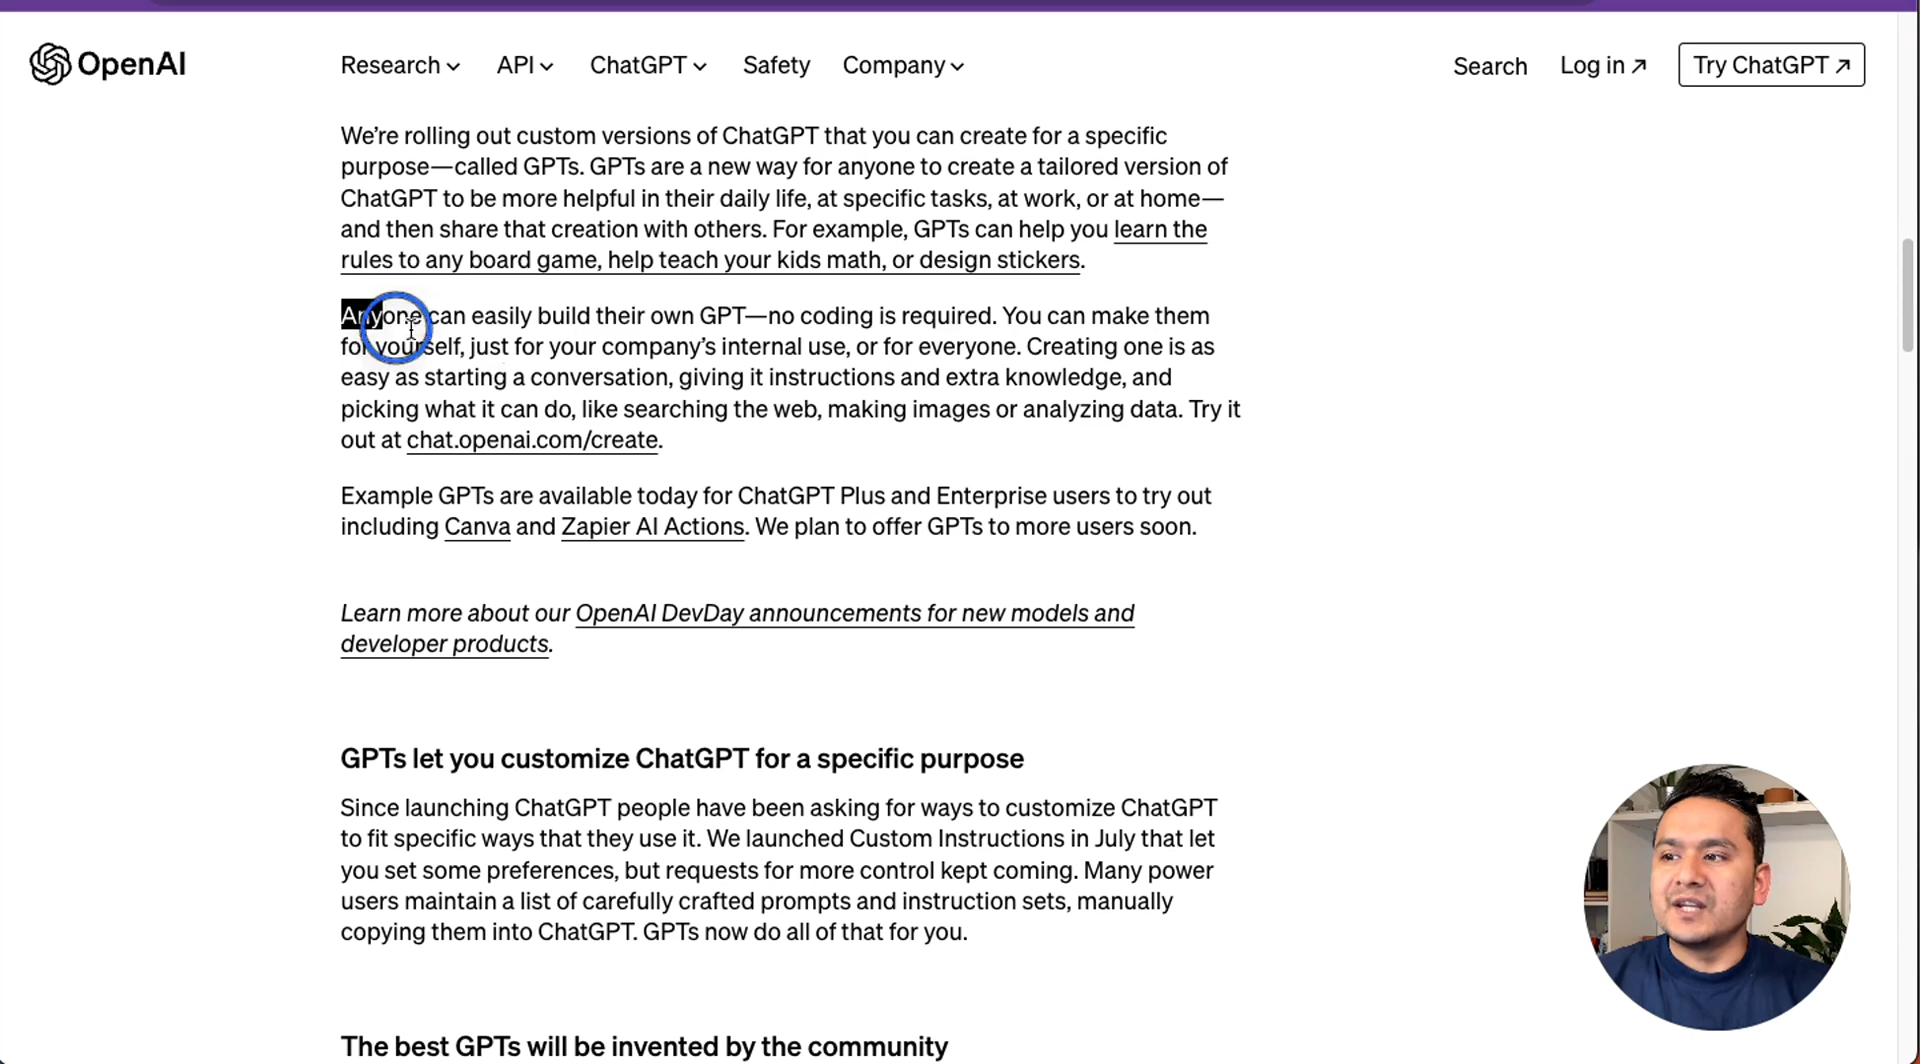 OpenAI
Research API ChatGPT Safety Company Search Log in ↗ Try ChatGPT ↗
We’re rolling out custom versions of ChatGPT that you can create for a specific
purpose—called GPTs. GPTs are a new way for anyone to create a tailored version of
ChatGPT to be more helpful in their daily life, at specific tasks, at work, or at home—
and then share that creation with others. For example, GPTs can help you learn the
rules to any board game, help teach your kids math, or design stickers.
Anyone can easily build their own GPT—no coding is required. You can make them
for yourself, just for your company’s internal use, or for everyone. Creating one is as
easy as starting a conversation, giving it instructions and extra knowledge, and
picking what it can do, like searching the web, making images or analyzing data. Try it
out at chat.openai.com/create.
Example GPTs are available today for ChatGPT Plus and Enterprise users to try out
including Canva and Zapier AI Actions. We plan to offer GPTs to more users soon.
Learn more about our OpenAI DevDay announcements for new models and
developer products.
GPTs let you customize ChatGPT for a specific purpose
Since launching ChatGPT people have been asking for ways to customize ChatGPT
to fit specific ways that they use it. We launched Custom Instructions in July that let
you set some preferences, but requests for more control kept coming. Many power
users maintain a list of carefully crafted prompts and instruction sets, manually
copying them into ChatGPT. GPTs now do all of that for you.
The best GPTs will be invented by the community